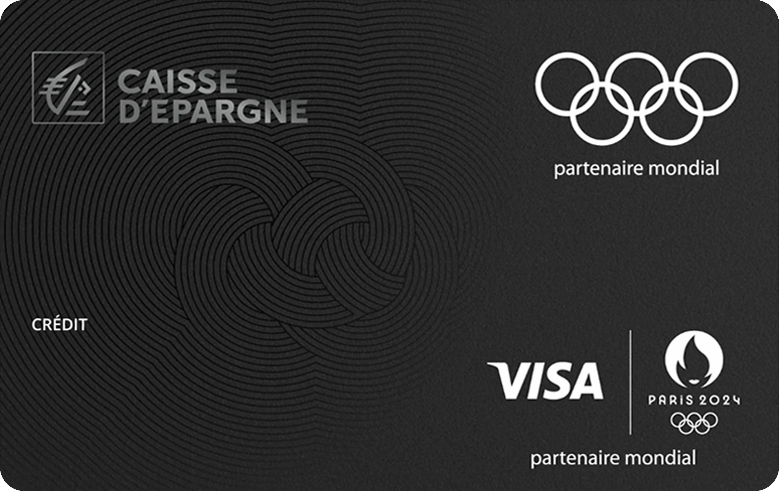 CAISSE
D'EPARGNE
partenaire mondial
CRÉDIT
VISA
PARIS 2024
partenaire mondial